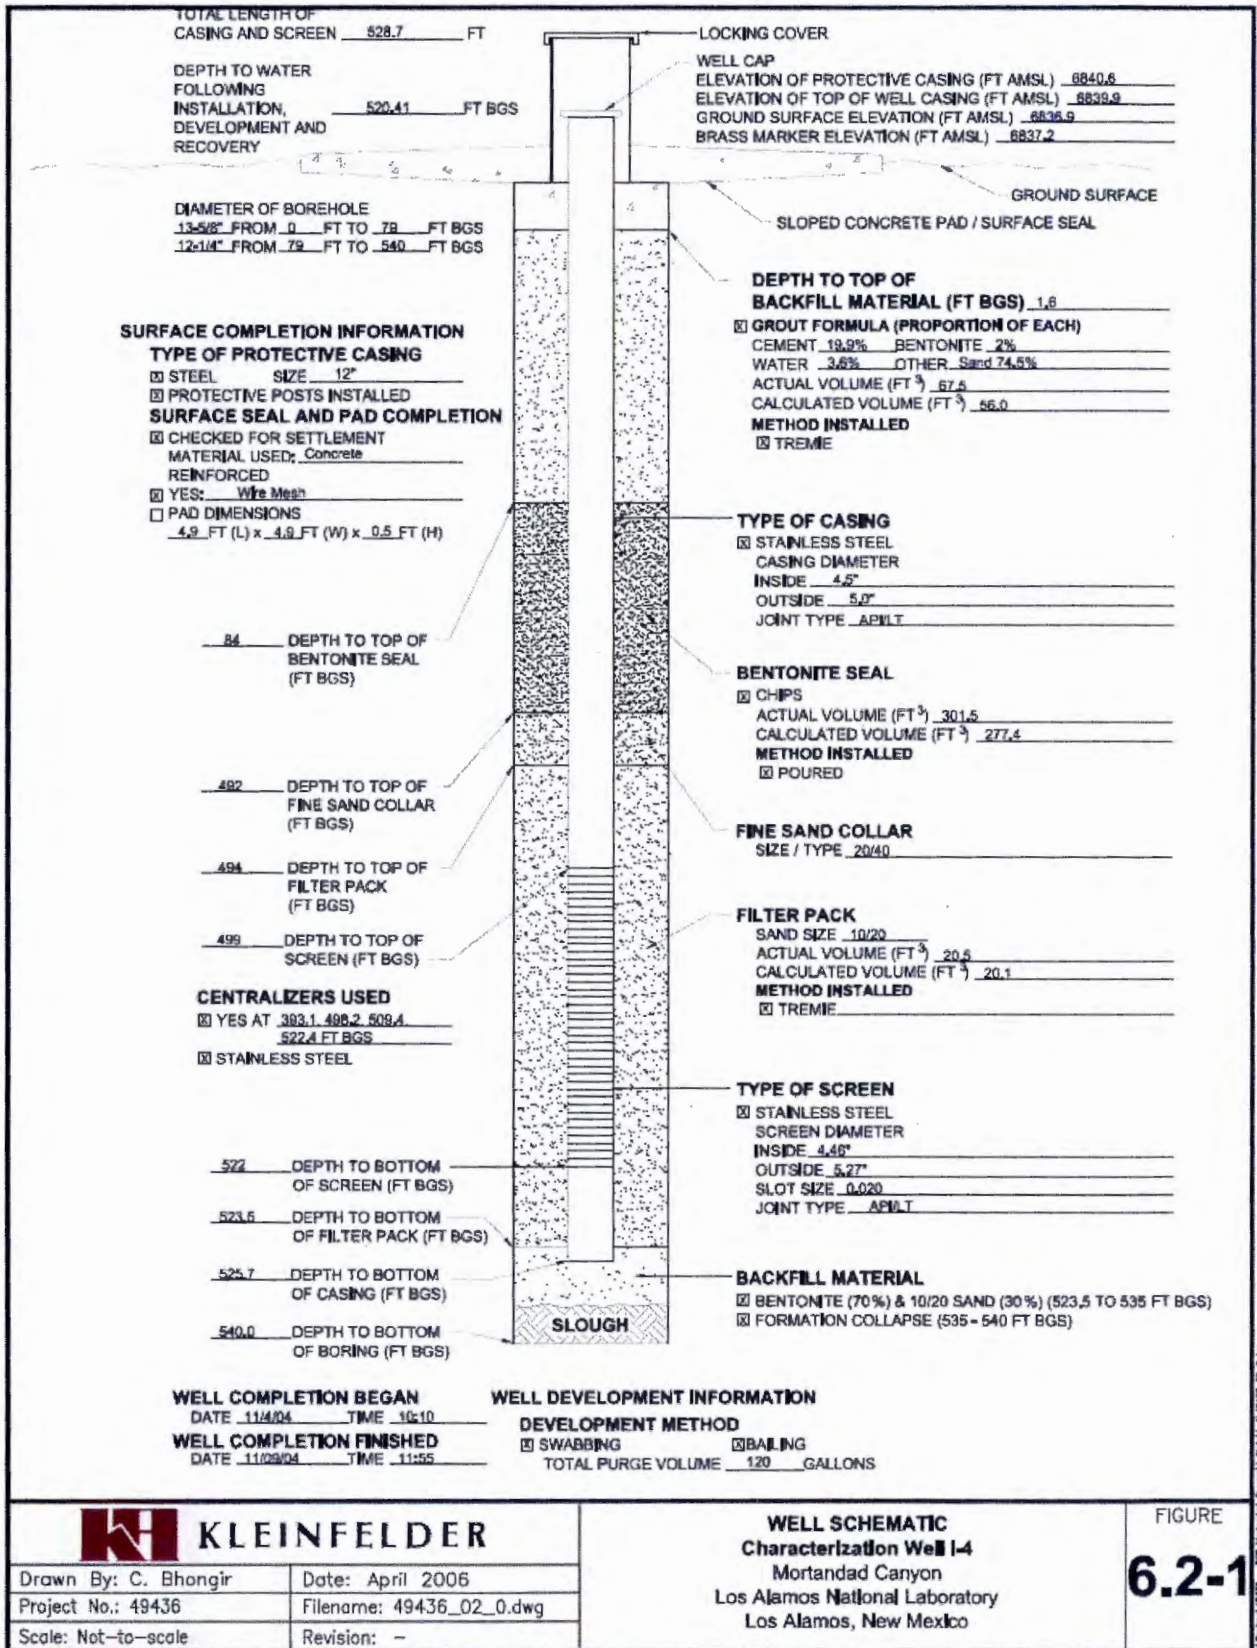 TOTAL LENGTH OF
CASING AND SCREEN 528.7 FT
DEPTH TO WATER
FOLLOWING
INSTALLATION, 520.41 FT BGS
DEVELOPMENT AND
RECOVERY
DIAMETER OF BOREHOLE
13-5/8" FROM 0 FT TO 79 FT BGS
12-1/4" FROM 79 FT TO 540 FT BGS
SURFACE COMPLETION INFORMATION
TYPE OF PROTECTIVE CASING
☒ STEEL SIZE 12"
☒ PROTECTIVE POSTS INSTALLED
SURFACE SEAL AND PAD COMPLETION
☒ CHECKED FOR SETTLEMENT
MATERIAL USED: Concrete
REINFORCED
☒ YES: Wire Mesh
☐ PAD DIMENSIONS
4.9 FT (L) x 4.9 FT (W) x 0.5 FT (H)
84 DEPTH TO TOP OF
BENTONITE SEAL
(FT BGS)
492 DEPTH TO TOP OF
FINE SAND COLLAR
(FT BGS)
494 DEPTH TO TOP OF
FILTER PACK
(FT BGS)
499 DEPTH TO TOP OF
SCREEN (FT BGS)
CENTRALIZERS USED
☒ YES AT 393.1, 498.2, 509.4,
522.4 FT BGS
☒ STAINLESS STEEL
522 DEPTH TO BOTTOM
OF SCREEN (FT BGS)
523.5 DEPTH TO BOTTOM
OF FILTER PACK (FT BGS)
525.7 DEPTH TO BOTTOM
OF CASING (FT BGS)
540.0 DEPTH TO BOTTOM
OF BORING (FT BGS)
LOCKING COVER
WELL CAP
ELEVATION OF PROTECTIVE CASING (FT AMSL) 6840.6
ELEVATION OF TOP OF WELL CASING (FT AMSL) 6839.9
GROUND SURFACE ELEVATION (FT AMSL) 6836.9
BRASS MARKER ELEVATION (FT AMSL) 6837.2
GROUND SURFACE
SLOPED CONCRETE PAD / SURFACE SEAL
DEPTH TO TOP OF
BACKFILL MATERIAL (FT BGS) 1.6
☒ GROUT FORMULA (PROPORTION OF EACH)
CEMENT 19.9% BENTONITE 2%
WATER 3.6% OTHER Sand 74.5%
ACTUAL VOLUME (FT³) 67.5
CALCULATED VOLUME (FT³) 56.0
METHOD INSTALLED
☒ TREMIE
TYPE OF CASING
☒ STAINLESS STEEL
CASING DIAMETER
INSIDE 4.5"
OUTSIDE 5.0"
JOINT TYPE
BENTONITE SEAL
☒ CHIPS
ACTUAL VOLUME (FT³) 301.5
CALCULATED VOLUME (FT³) 277.4
METHOD INSTALLED
☒ POURED
FINE SAND COLLAR
SIZE / TYPE 20/40
FILTER PACK
SAND SIZE 10/20
ACTUAL VOLUME (FT³) 20.5
CALCULATED VOLUME (FT³) 20.1
METHOD INSTALLED
☒ TREMIE
TYPE OF SCREEN
☒ STAINLESS STEEL
SCREEN DIAMETER
INSIDE 4.46"
OUTSIDE 5.27"
SLOT SIZE 0.020
JOINT TYPE
BACKFILL MATERIAL
☒ BENTONITE (70%) & 10/20 SAND (30%) (523.5 TO 535 FT BGS)
☒ FORMATION COLLAPSE (535 - 540 FT BGS)
SLOUGH
WELL COMPLETION BEGAN
DATE 11/4/04 TIME 10:10
WELL COMPLETION FINISHED
DATE 11/09/04 TIME 11:55
WELL DEVELOPMENT INFORMATION
DEVELOPMENT METHOD
☒ SWABBING ☒ BAILING
TOTAL PURGE VOLUME 120 GALLONS
KLEINFELDER
Drawn By: C. Bhongir Date: April 2006
Project No.: 49436 Filename: 49436_02_0.dwg
Scale: Not-to-scale Revision: –
WELL SCHEMATIC
Characterization Well I-4
Mortandad Canyon
Los Alamos National Laboratory
Los Alamos, New Mexico
FIGURE
6.2-1